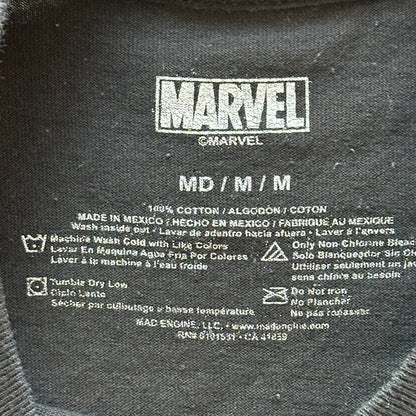 MARVEL
©MARVEL
MD / M / M
100% COTTON / ALGODÓN / COTON
MADE IN MEXICO / HECHO EN MEXICO / FABRIQUÉ AU MEXIQUE
Wash inside out • Lavar de adentro hacia afuera • Laver à l'envers
Machine Wash Cold with Like Colors
Lavar En Maquina Agua Fria Por Colores
Laver à la machine à l'eau froide
Only Non-Chlorine Bleach
Solo Blanqueador Sin
Utiliser seulement un
sans chlore au besoin
Tumble Dry Low
Ciclo Lento
Sécher par culbutage à basse température
Do Not Iron
No Planchar
Ne pas repasser
MAD ENGINE, LLC. • www.madengine.com
CA 41859